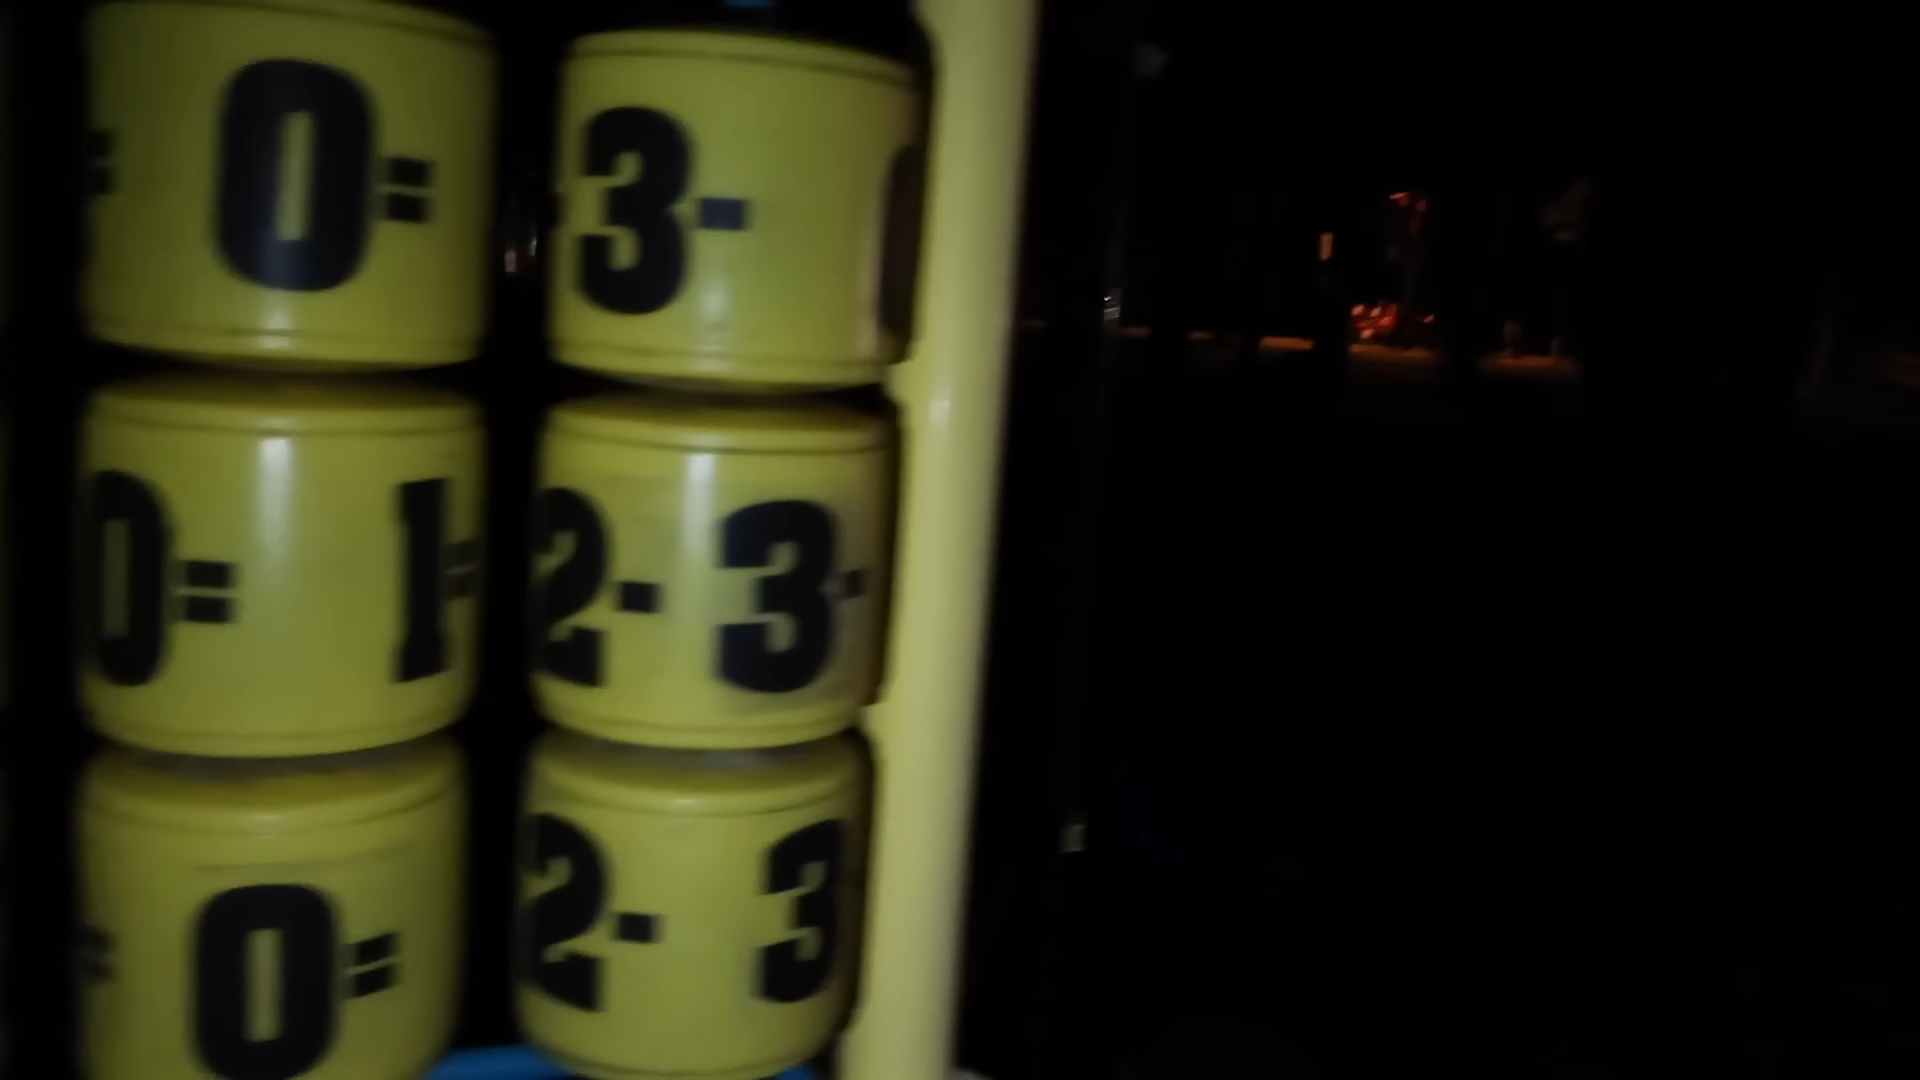 = 0= 3-
0= 1= 2- 3-
= 0= 2- 3